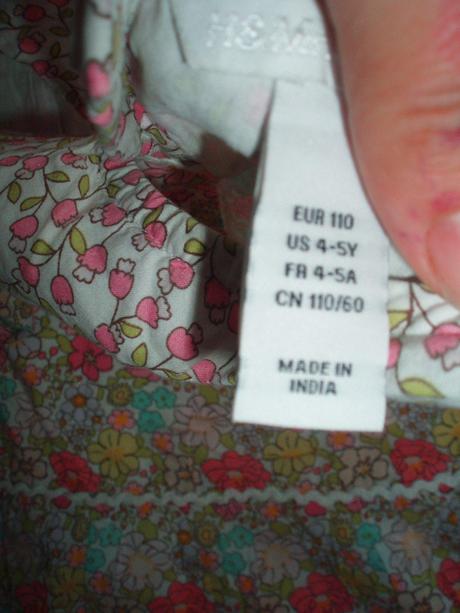 H&M
EUR 110
US 4-5Y
FR 4-5A
CN 110/60
MADE IN
INDIA